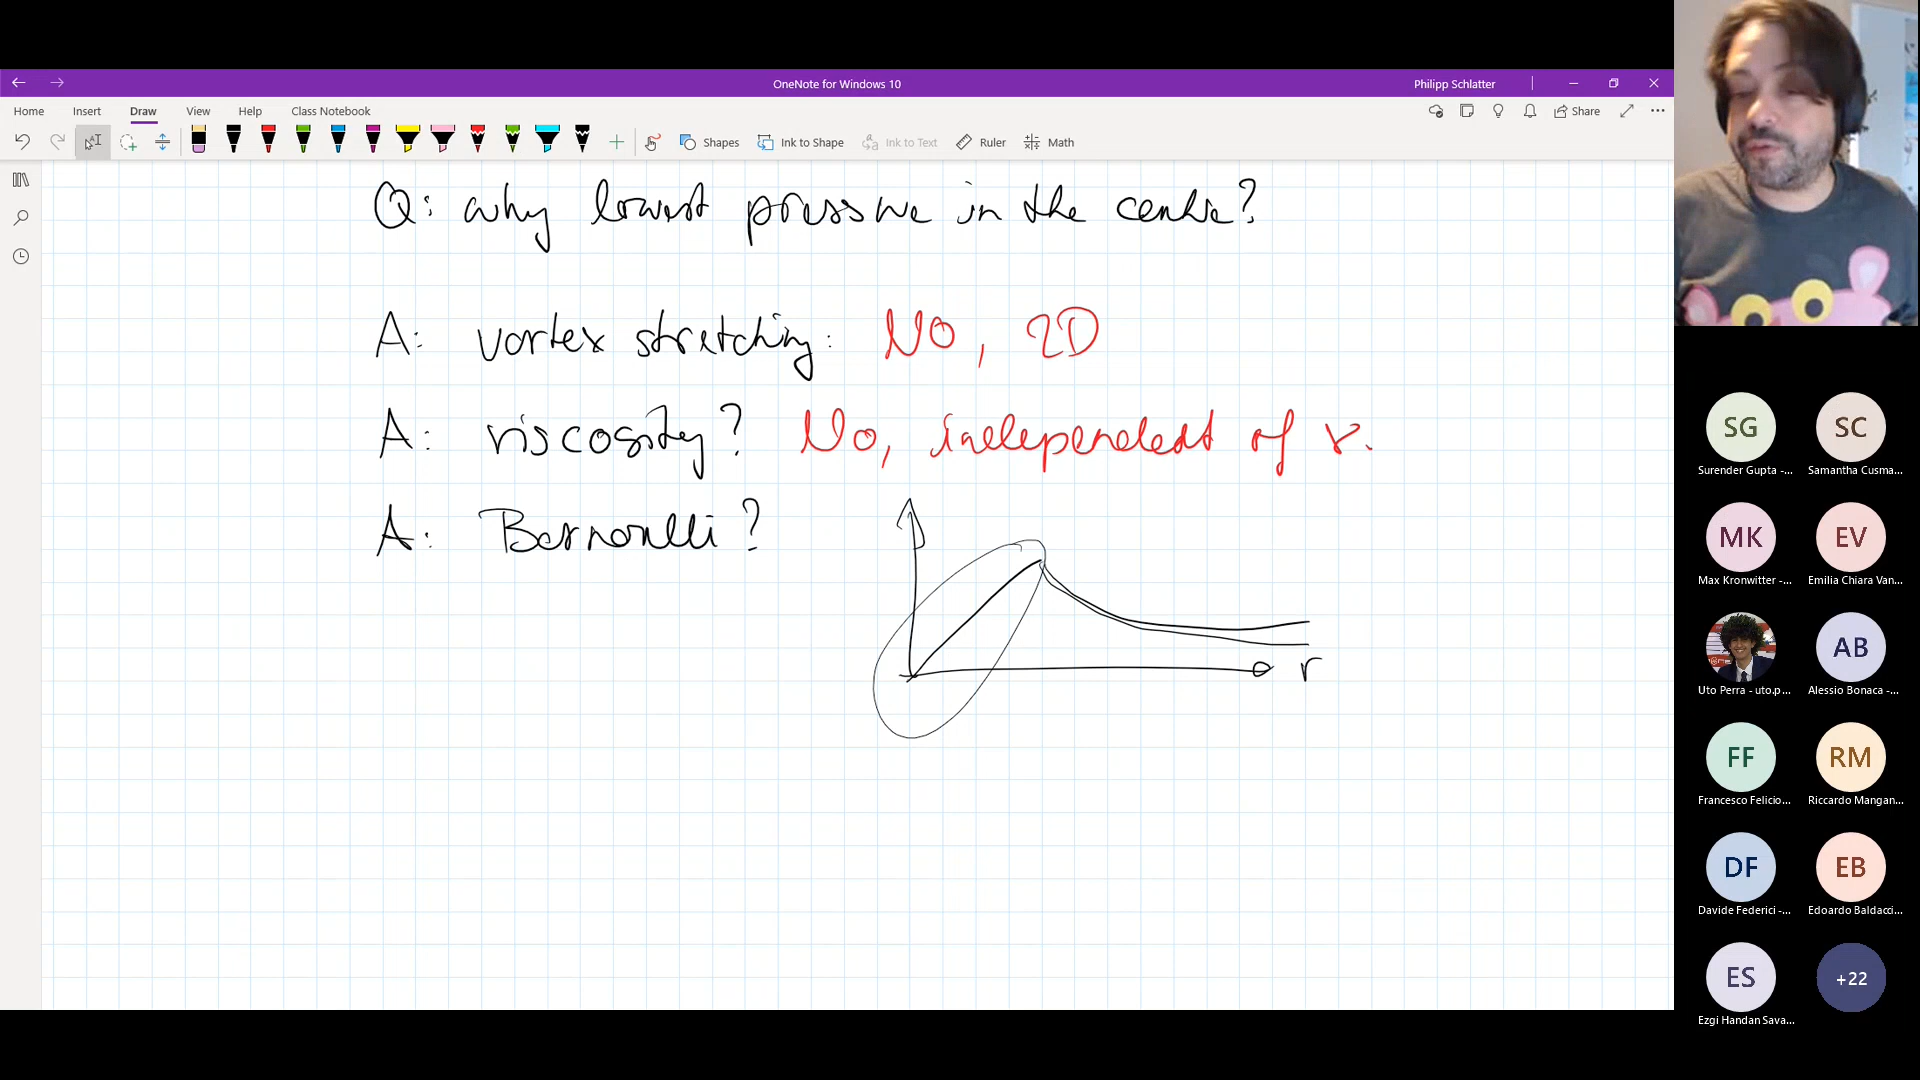 OneNote for Windows 10
Philipp Schlatter
Home Insert Draw View Help Class Notebook
Share
Shapes Ink to Shape Ink to Text Ruler Math
Q: why lowest pressure in the centre?
A: vortex stretching: NO, 2D
A: viscosity? No, independent of r.
A: Bernoulli?
r
SG SC
Surender Gupta -... Samantha Cusma...
MK EV
Max Kronwitter -... Emilia Chiara Van...
AB
Uto Perra - uto.p... Alessio Bonaca -...
FF RM
Francesco Felicio... Riccardo Mangan...
DF EB
Davide Federici -... Edoardo Baldacci...
ES +22
Ezgi Handan Sava...